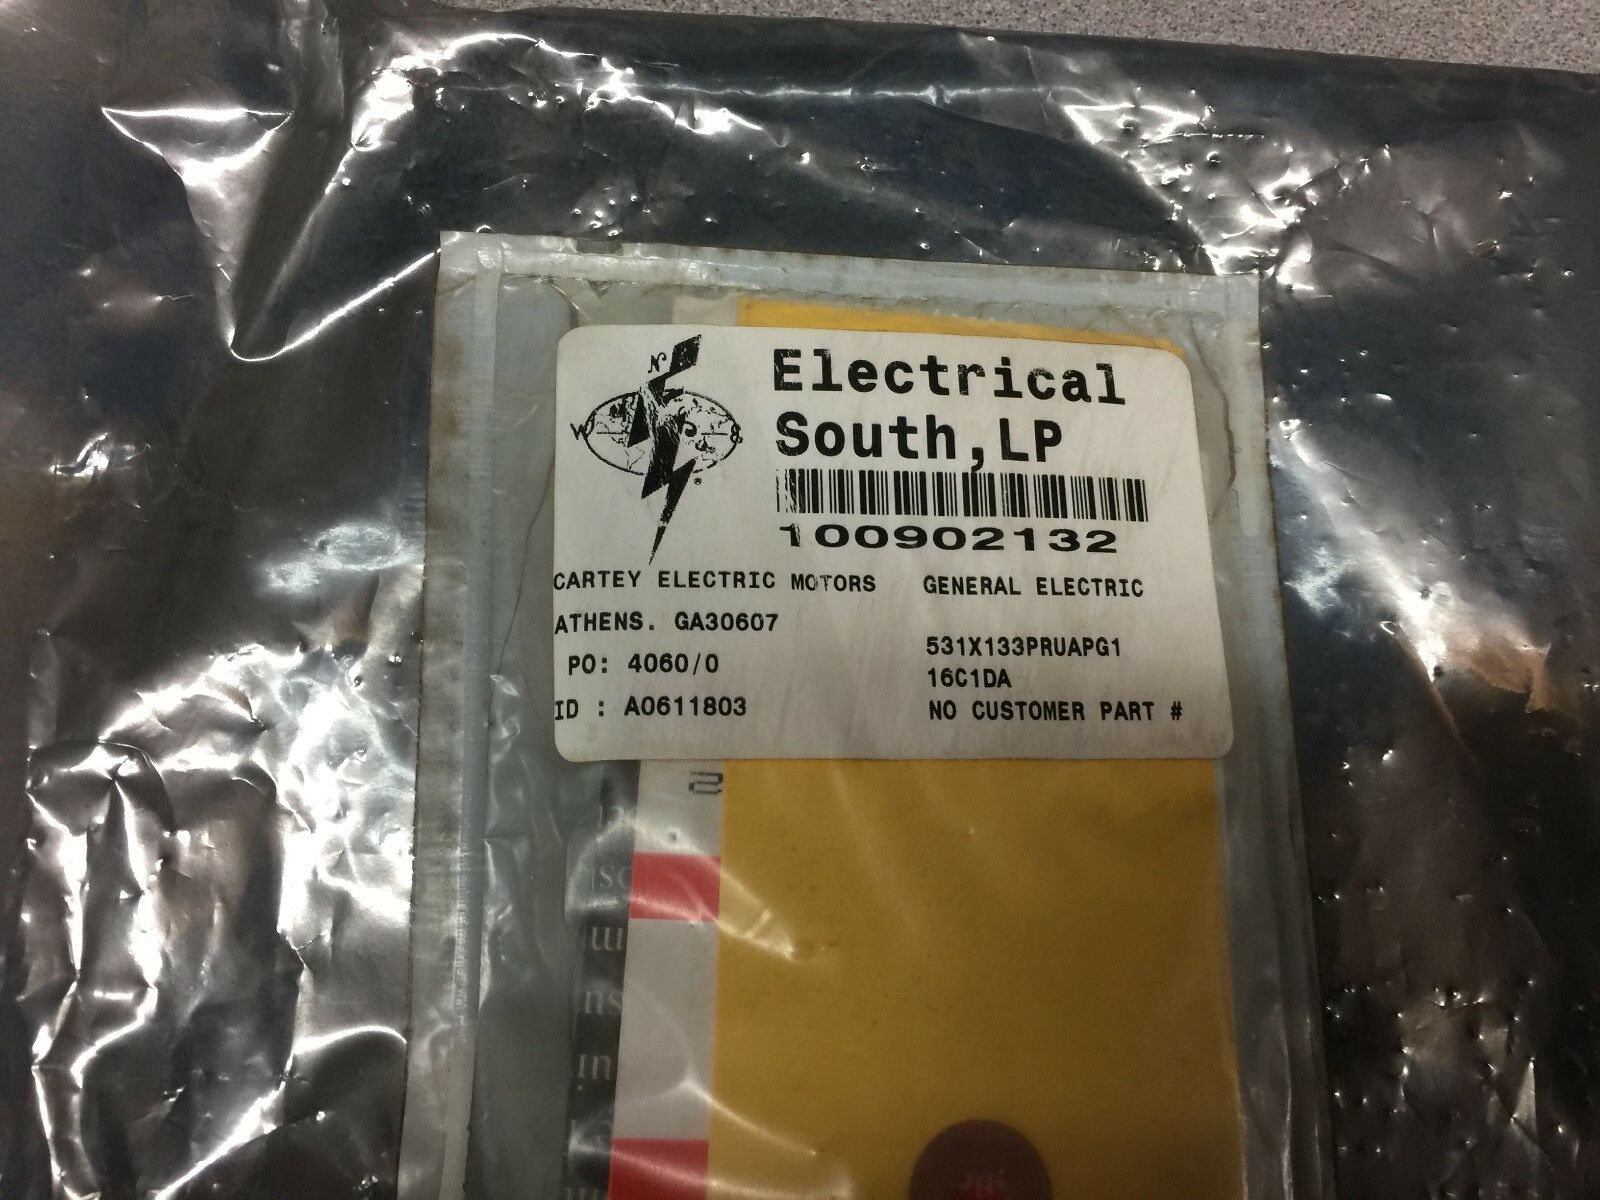 N
W
S
®
Electrical
South,LP
100902132
CARTEY ELECTRIC MOTORS GENERAL ELECTRIC
ATHENS. GA30607
531X133PRUAPG1
PO: 4060/0
16C1DA
ID : A0611803
NO CUSTOMER PART #
2